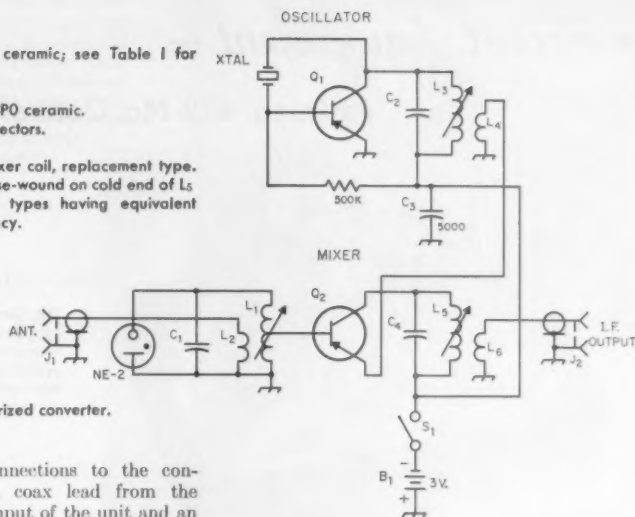 ceramic; see Table I for
PO ceramic.
ectors.
xer coil, replacement type.
se-wound on cold end of L5
types having equivalent
cy.
rized converter.
nnections to the con-
coax lead from the
nput of the unit and an
OSCILLATOR
XTAL
Q1
C2
L3
L4
500K
C3
5000
MIXER
ANT.
J1
NE-2
C1
L2
L1
Q2
C4
L5
L6
I.F.
OUTPUT
J2
S1
B1
3V.